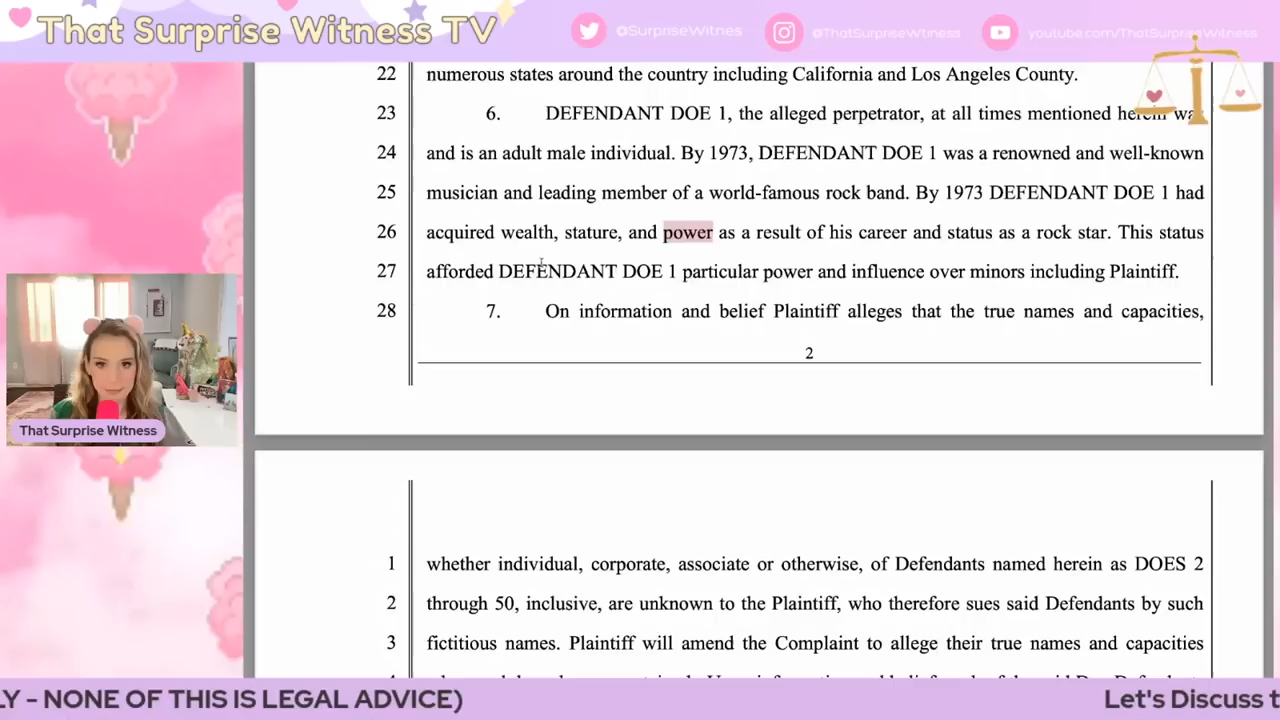 That Surprise Witness TV
@SurpriseWitnes
@ThatSurpriseWtiness
youtube.com/ThatSurpriseWitness
22 numerous states around the country including California and Los Angeles County.
23 6. DEFENDANT DOE 1, the alleged perpetrator, at all times mentioned herein was
24 and is an adult male individual. By 1973, DEFENDANT DOE 1 was a renowned and well-known
25 musician and leading member of a world-famous rock band. By 1973 DEFENDANT DOE 1 had
26 acquired wealth, stature, and power as a result of his career and status as a rock star. This status
27 afforded DEFENDANT DOE 1 particular power and influence over minors including Plaintiff.
28 7. On information and belief Plaintiff alleges that the true names and capacities,
2
That Surprise Witness
1 whether individual, corporate, associate or otherwise, of Defendants named herein as DOES 2
2 through 50, inclusive, are unknown to the Plaintiff, who therefore sues said Defendants by such
3 fictitious names. Plaintiff will amend the Complaint to allege their true names and capacities
LY - NONE OF THIS IS LEGAL ADVICE)
Let's Discuss t